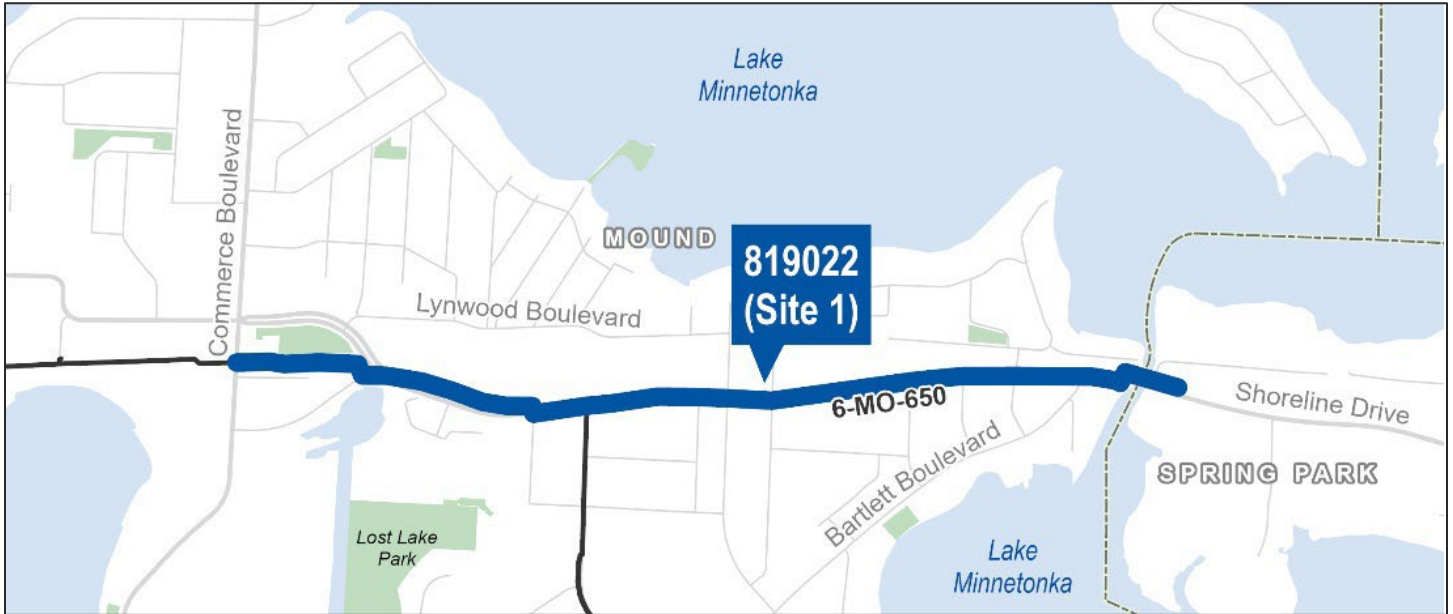 Lake
Minnetonka
Commerce Boulevard
MOUND
819022
(Site 1)
Lynwood Boulevard
6-MO-650
Shoreline Drive
Bartlett Boulevard
SPRING PARK
Lost Lake
Park
Lake
Minnetonka